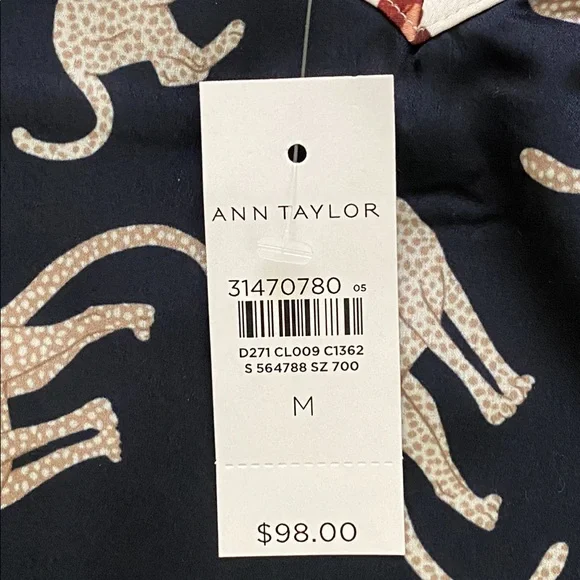 ANN TAYLOR
31470780 05
D271 CL009 C1362
S 564788 SZ 700
M
$98.00